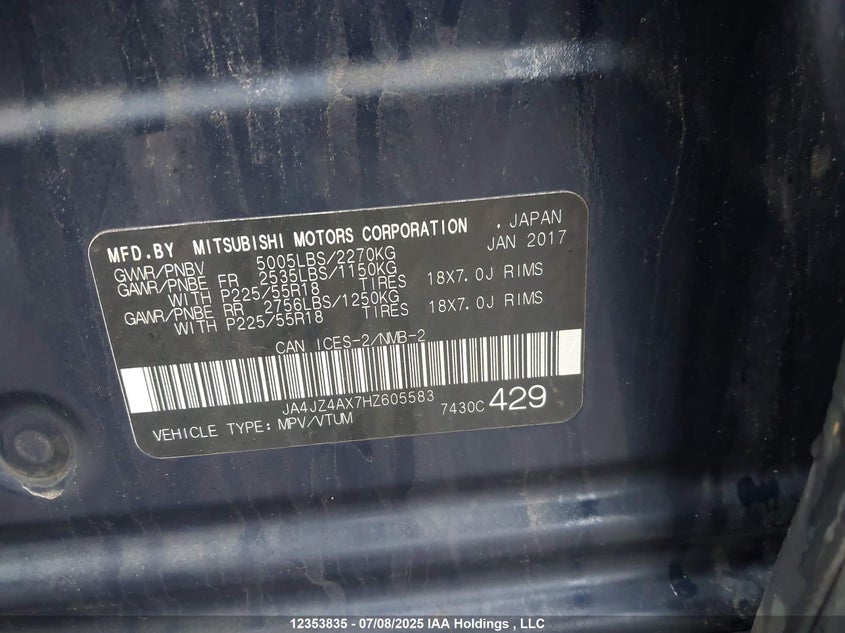 MFD.BY MITSUBISHI MOTORS CORPORATION . JAPAN
GWR/PNBV 5005LBS/2270KG JAN 2017
GAWR/PNBE FR 2535LBS/1150KG
WITH P225/55R18 TIRES 18X7.0J RIMS
GAWR/PNBE RR 2756LBS/1250KG
WITH P225/55R18 TIRES 18X7.0J RIMS
CAN ICES-2/NMB-2
JA4JZ4AX7HZ605583 7430C 429
VEHICLE TYPE: MPV/VTUM
12353835 - 07/08/2025 IAA Holdings , LLC